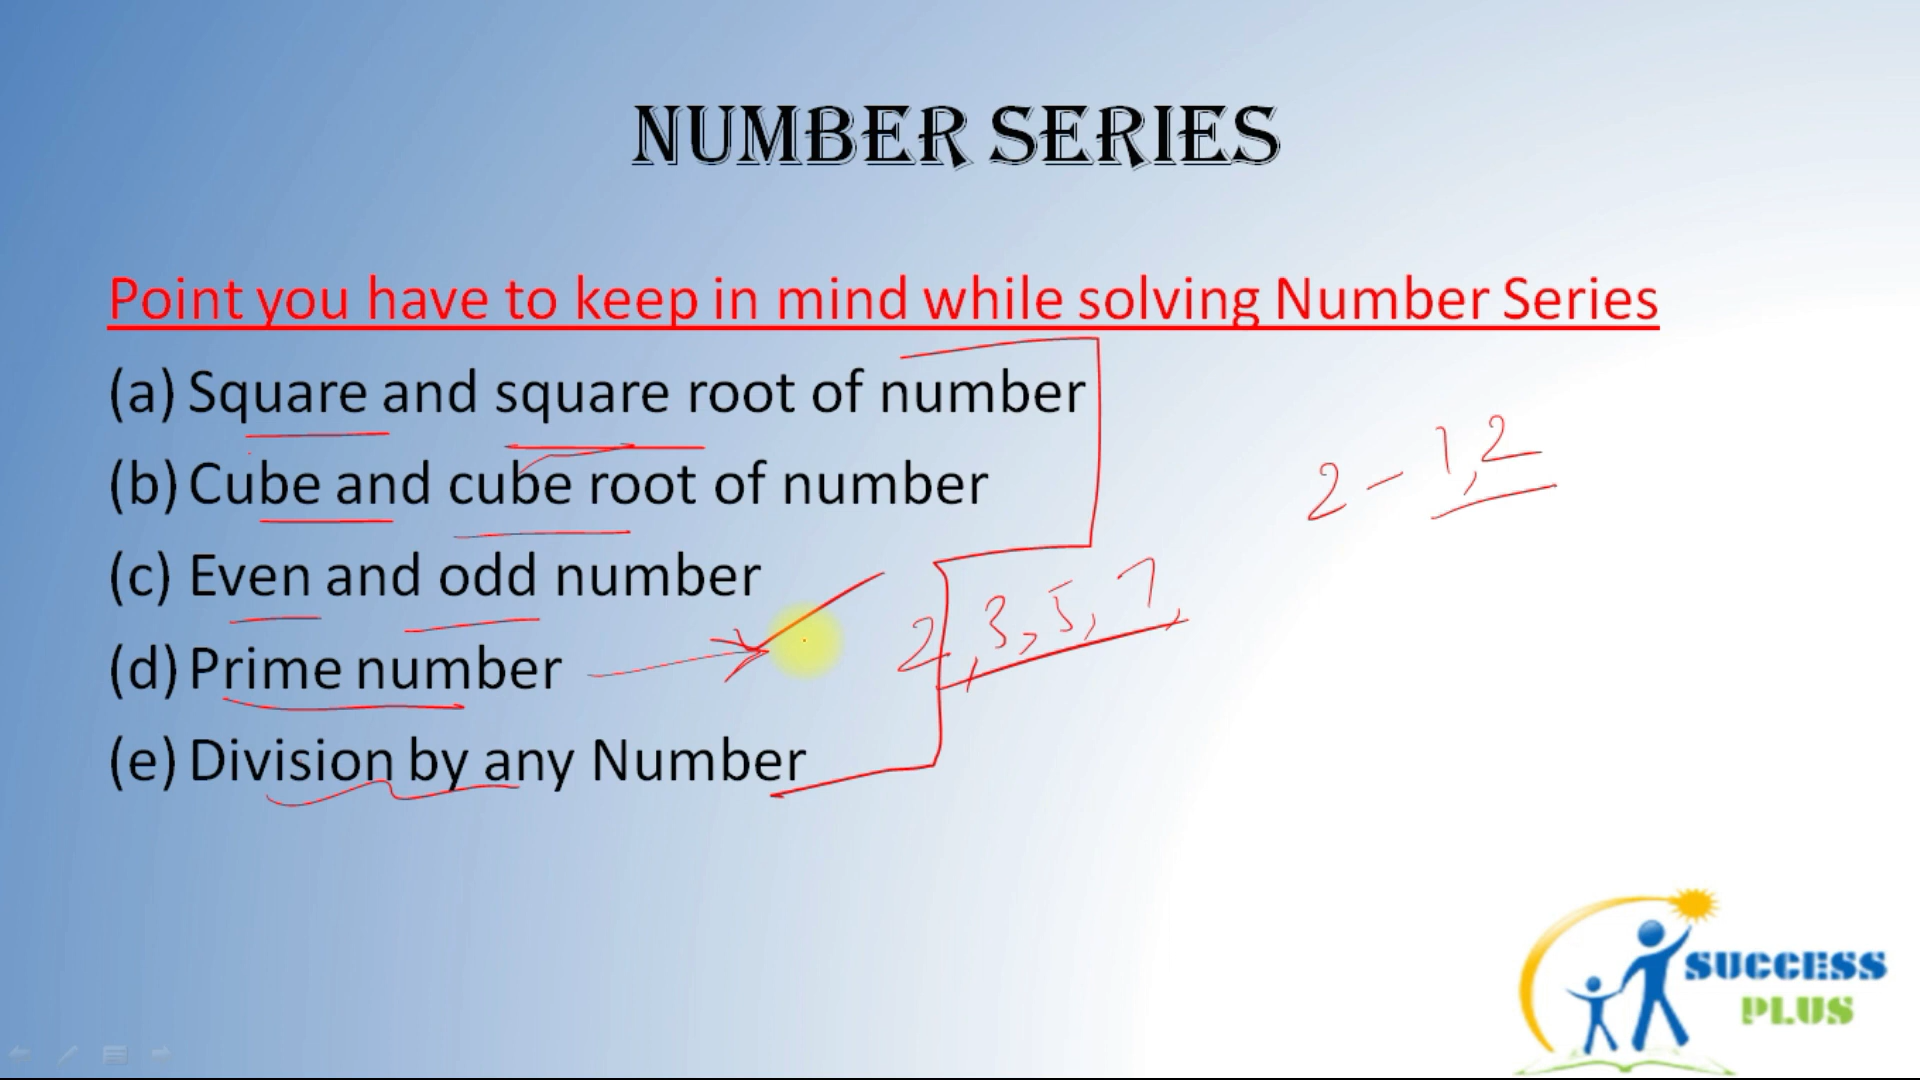 NUMBER SERIES
Point you have to keep in mind while solving Number Series
(a) Square and square root of number
(b) Cube and cube root of number
2 - 1, 2
(c) Even and odd number
2, 3, 5, 7,
(d) Prime number
(e) Division by any Number
SUCCESS
PLUS